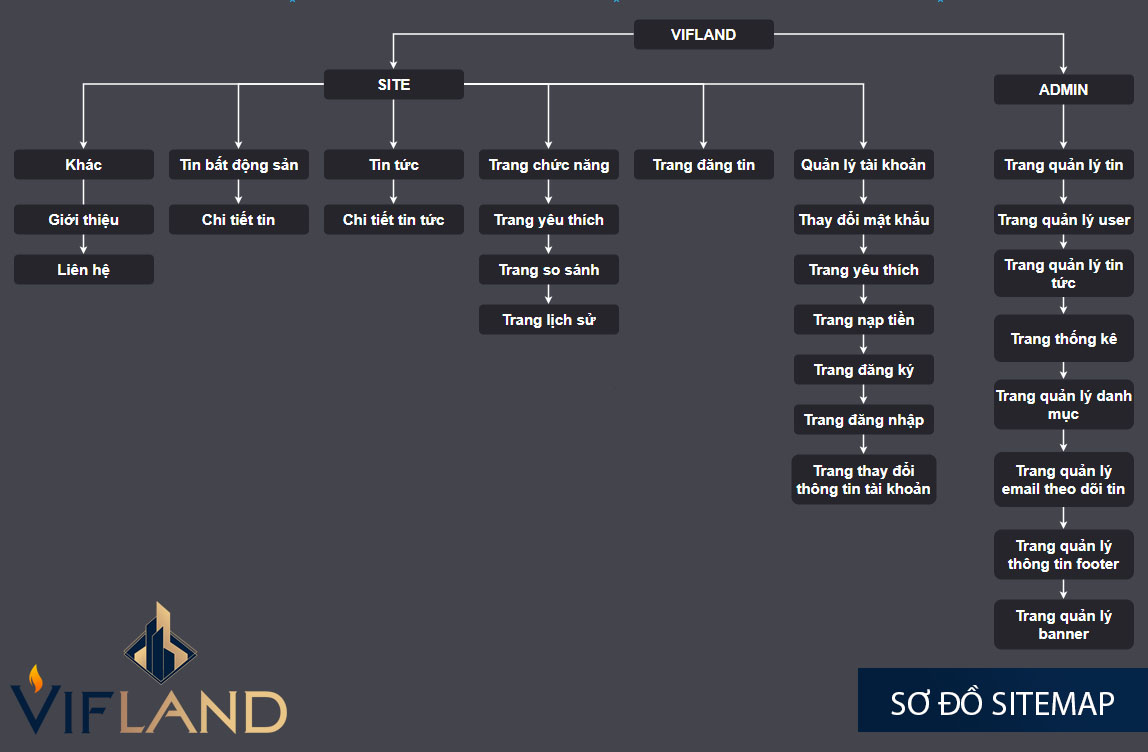 VIFLAND
SITE
ADMIN
Khác
Tin bất động sản
Tin tức
Trang chức năng
Trang đăng tin
Quản lý tài khoản
Trang quản lý tin
Giới thiệu
Chi tiết tin
Chi tiết tin tức
Trang yêu thích
Thay đổi mật khẩu
Trang quản lý user
Liên hệ
Trang so sánh
Trang yêu thích
Trang quản lý tin
tức
Trang lịch sử
Trang nạp tiền
Trang thống kê
Trang đăng ký
Trang quản lý danh
mục
Trang đăng nhập
Trang thay đổi
thông tin tài khoản
Trang quản lý
email theo dõi tin
Trang quản lý
thông tin footer
Trang quản lý
banner
VIFLAND
SƠ ĐỒ SITEMAP